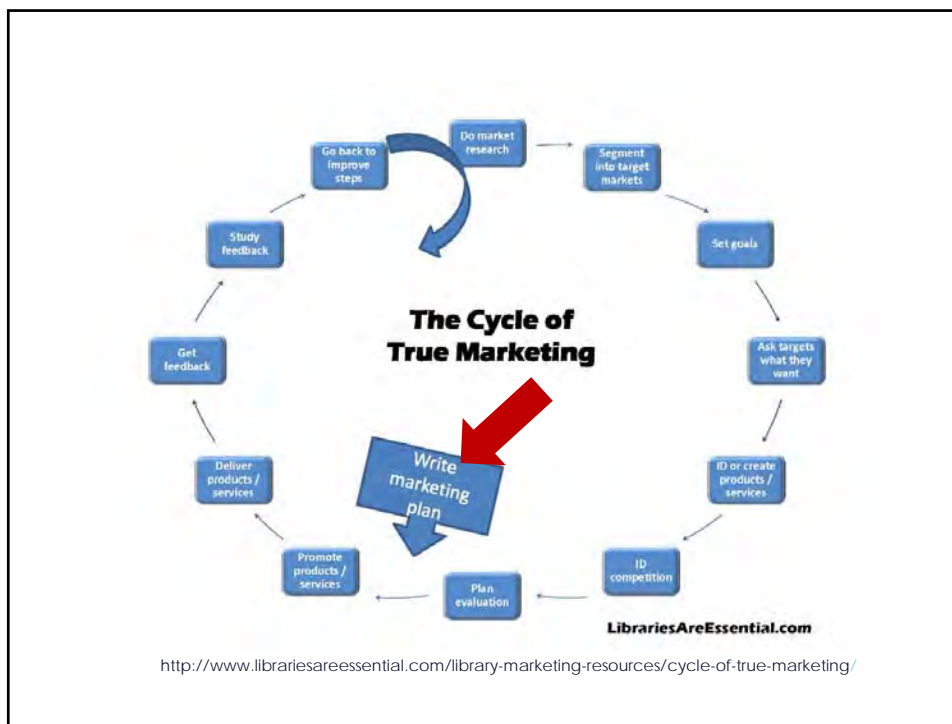 Do market
research
Segment
into target
markets
Set goals
Ask targets
what they
want
ID or create
products /
services
ID
competition
Plan
evaluation
Promote
products /
services
Deliver
products /
services
Get
feedback
Study
feedback
Go back to
improve
steps
The Cycle of
True Marketing
Write
marketing
plan
LibrariesAreEssential.com
http://www.librariesareessential.com/library-marketing-resources/cycle-of-true-marketing/